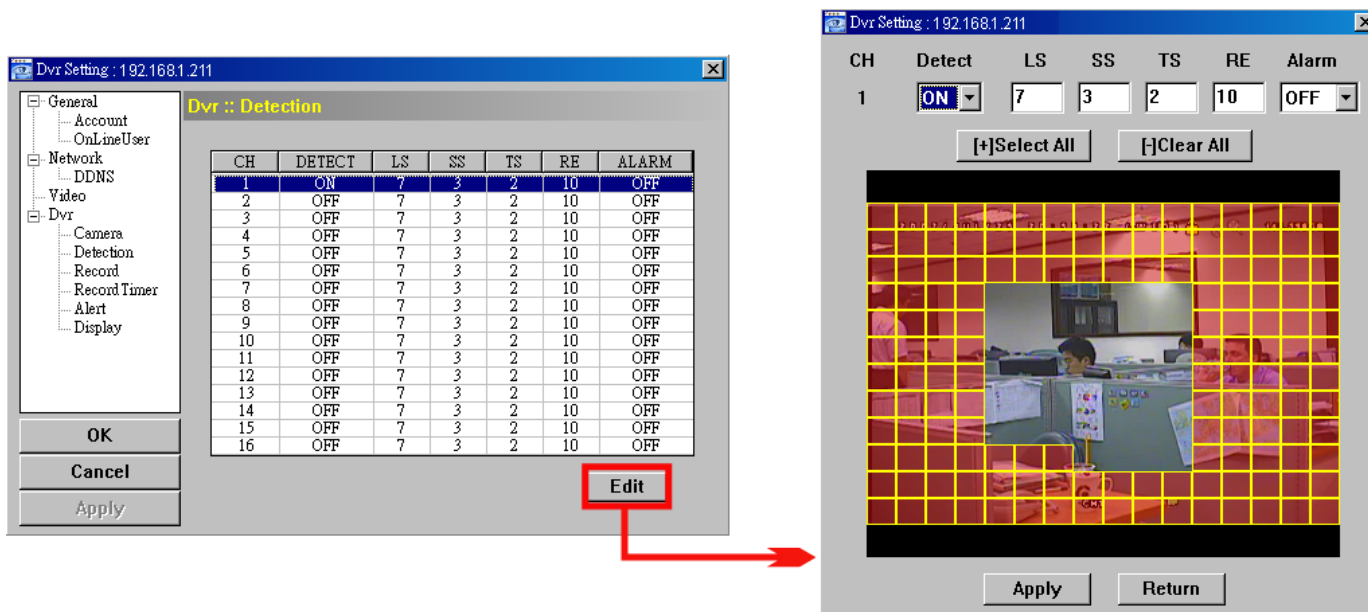 Dvr Setting : 192.168.1.211
General
Account
OnLineUser
Network
DDNS
Video
Dvr
Camera
Detection
Record
Record Timer
Alert
Display
OK
Cancel
Apply
Dvr :: Detection
CH DETECT LS SS TS RE ALARM
1 ON 7 3 2 10 OFF
2 OFF 7 3 2 10 OFF
3 OFF 7 3 2 10 OFF
4 OFF 7 3 2 10 OFF
5 OFF 7 3 2 10 OFF
6 OFF 7 3 2 10 OFF
7 OFF 7 3 2 10 OFF
8 OFF 7 3 2 10 OFF
9 OFF 7 3 2 10 OFF
10 OFF 7 3 2 10 OFF
11 OFF 7 3 2 10 OFF
12 OFF 7 3 2 10 OFF
13 OFF 7 3 2 10 OFF
14 OFF 7 3 2 10 OFF
15 OFF 7 3 2 10 OFF
16 OFF 7 3 2 10 OFF
Edit
Dvr Setting : 192.168.1.211
CH Detect LS SS TS RE Alarm
1 ON 7 3 2 10 OFF
[+]Select All [-]Clear All
Apply Return